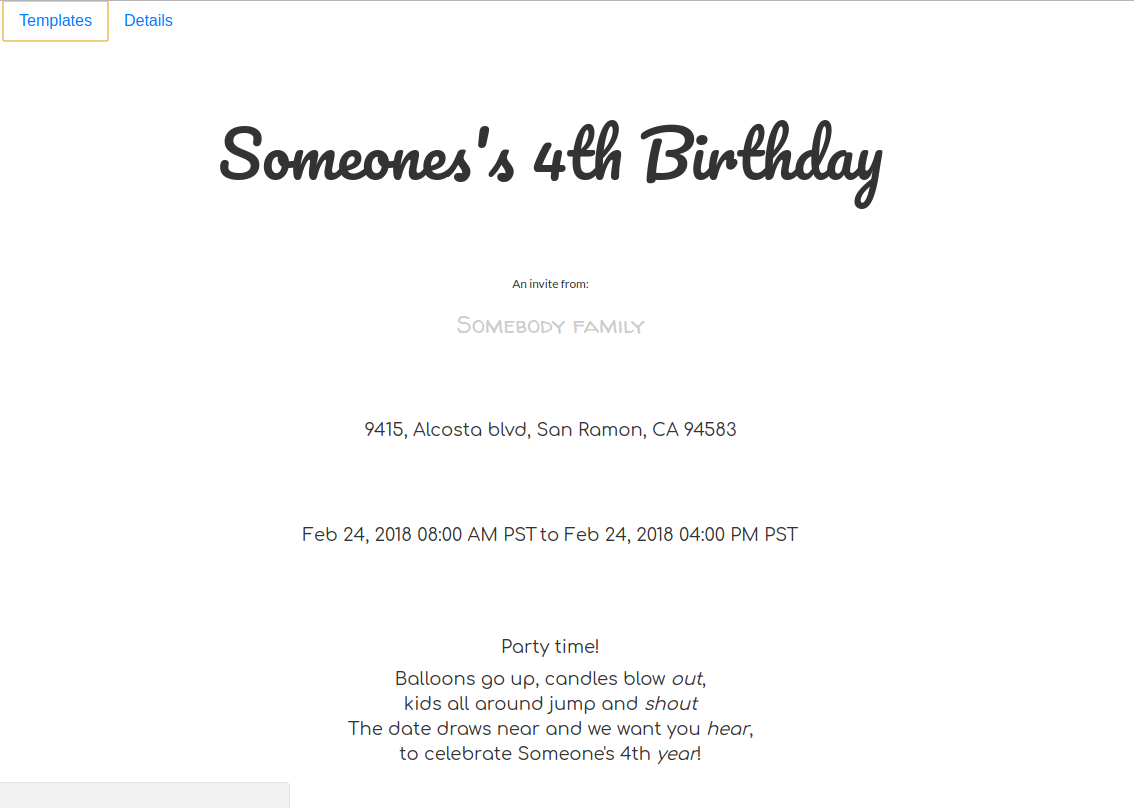 Templates Details
Someones's 4th Birthday
An invite from:
Somebody family
9415, Alcosta blvd, San Ramon, CA 94583
Feb 24, 2018 08:00 AM PST to Feb 24, 2018 04:00 PM PST
Party time!
Balloons go up, candles blow out,
kids all around jump and shout
The date draws near and we want you hear,
to celebrate Someone's 4th year!